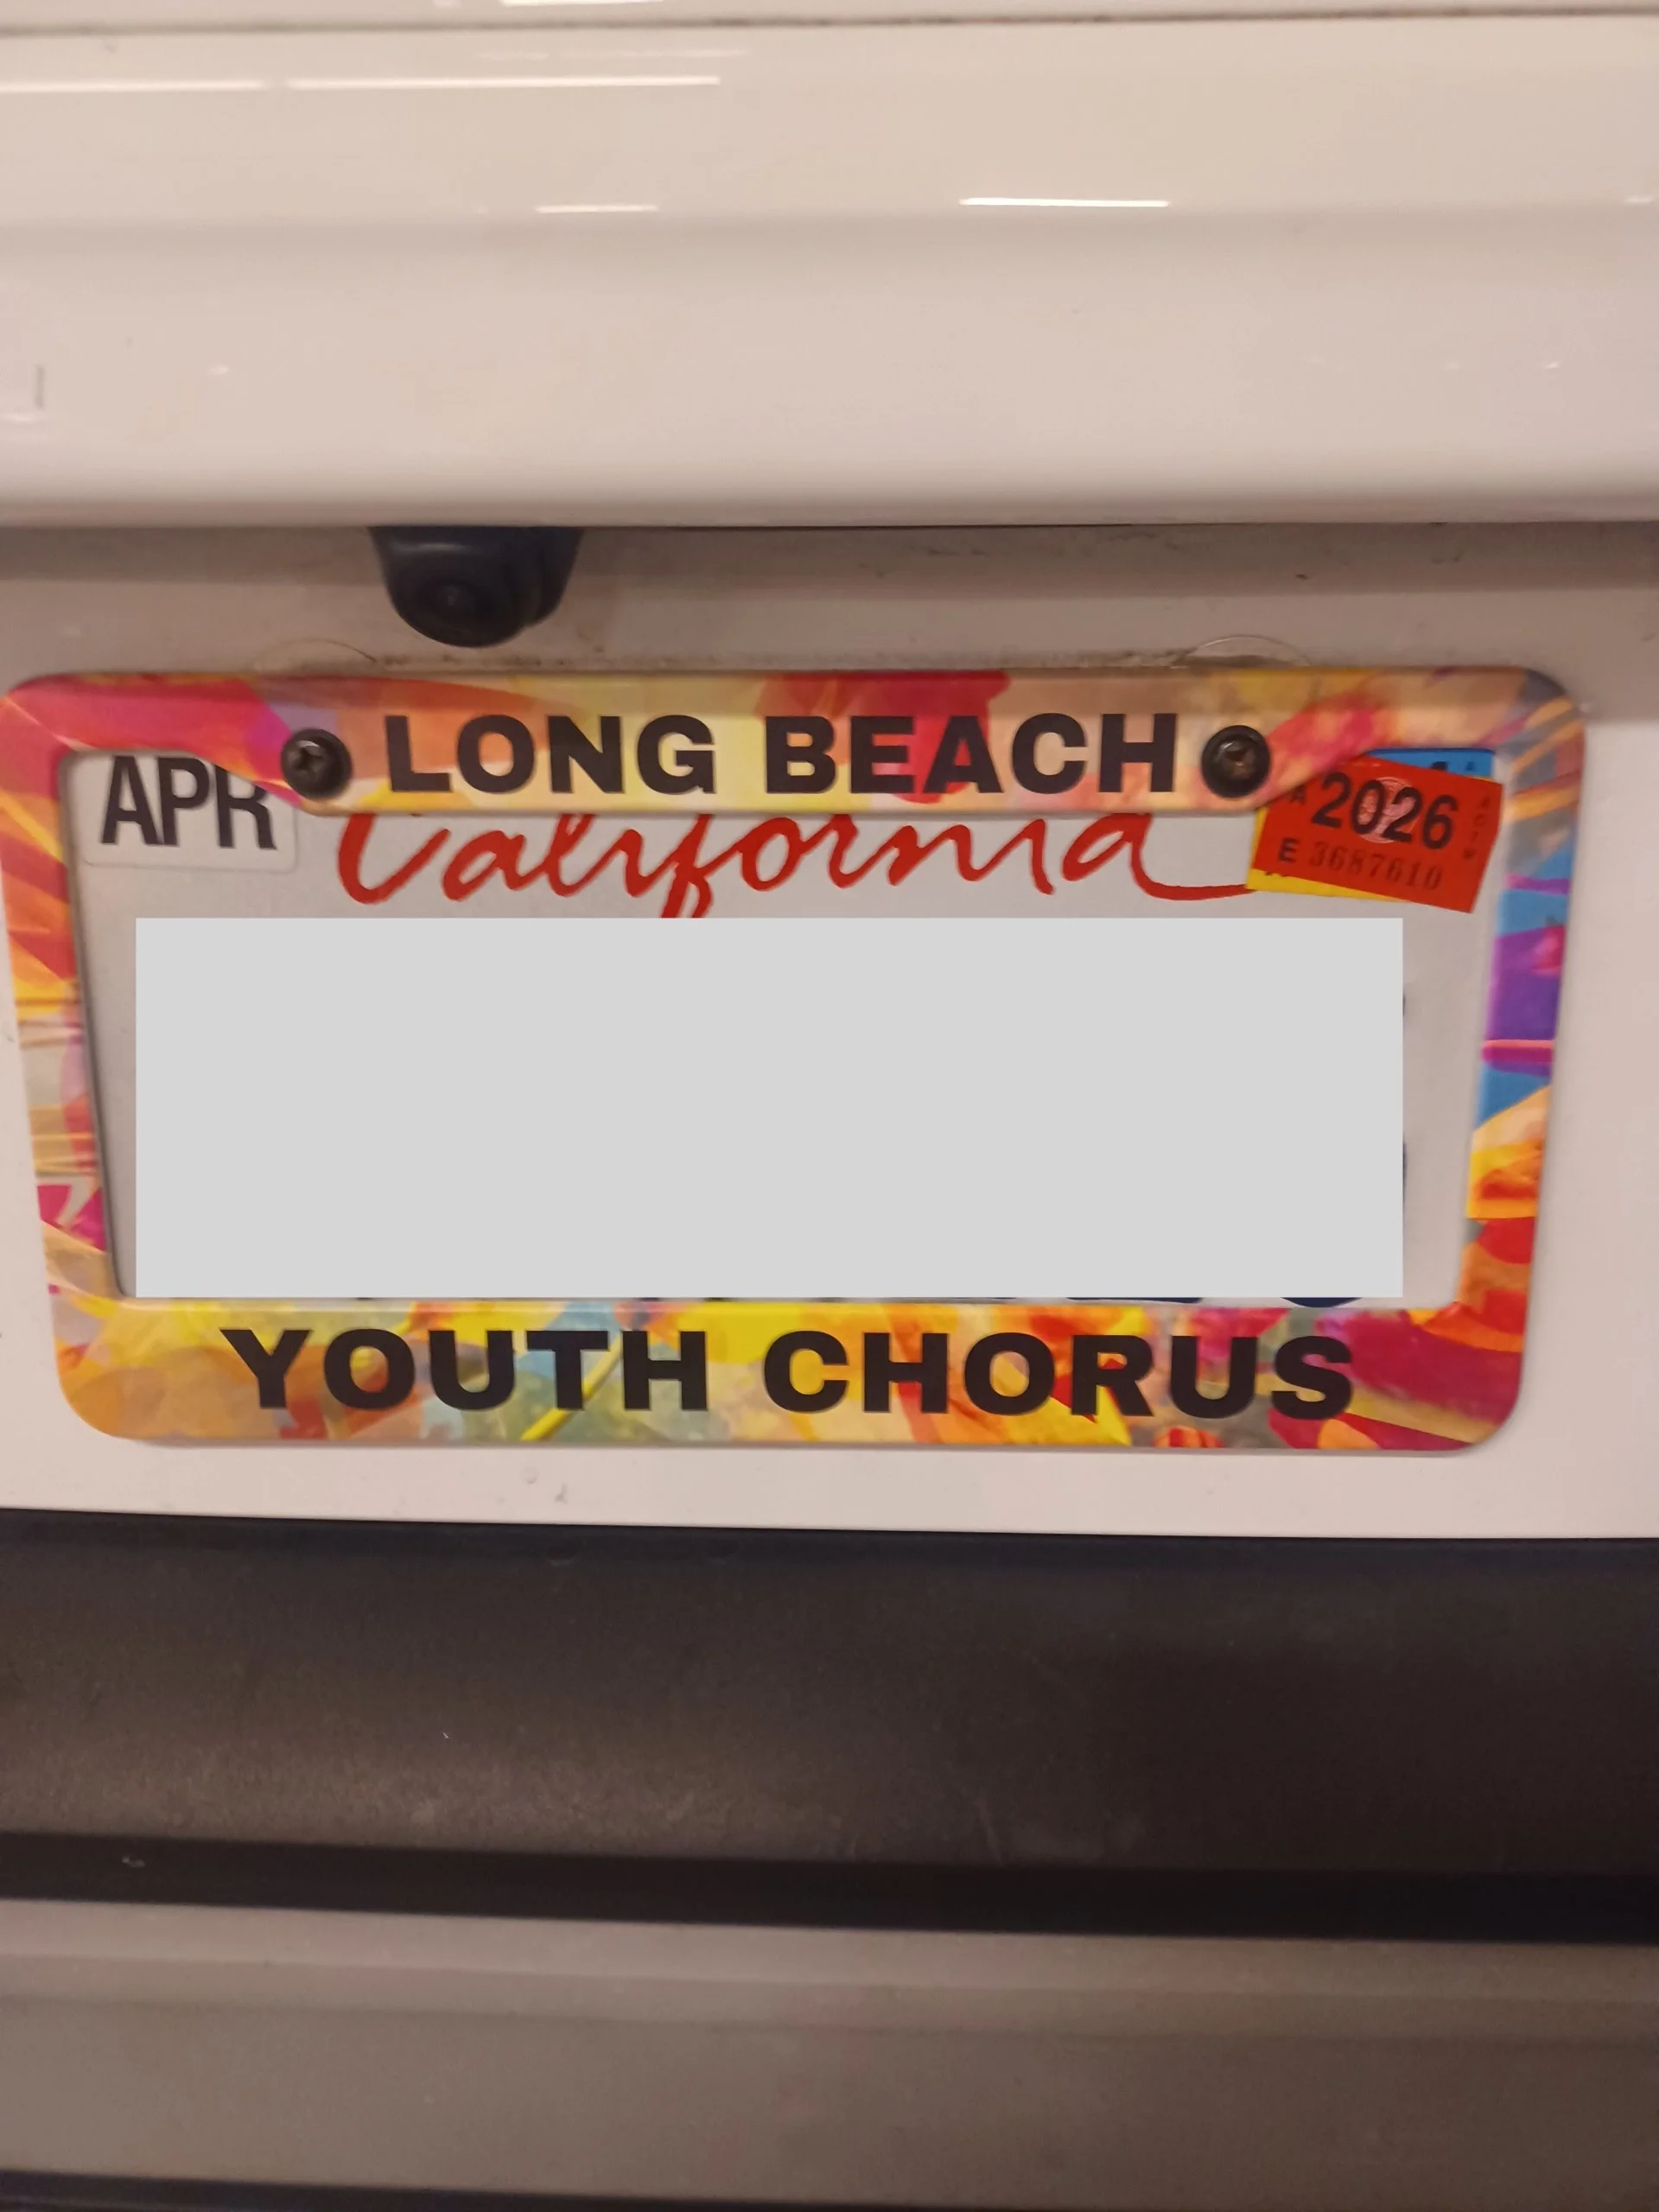 LONG BEACH
APR
California
2026
E 3687610
YOUTH CHORUS